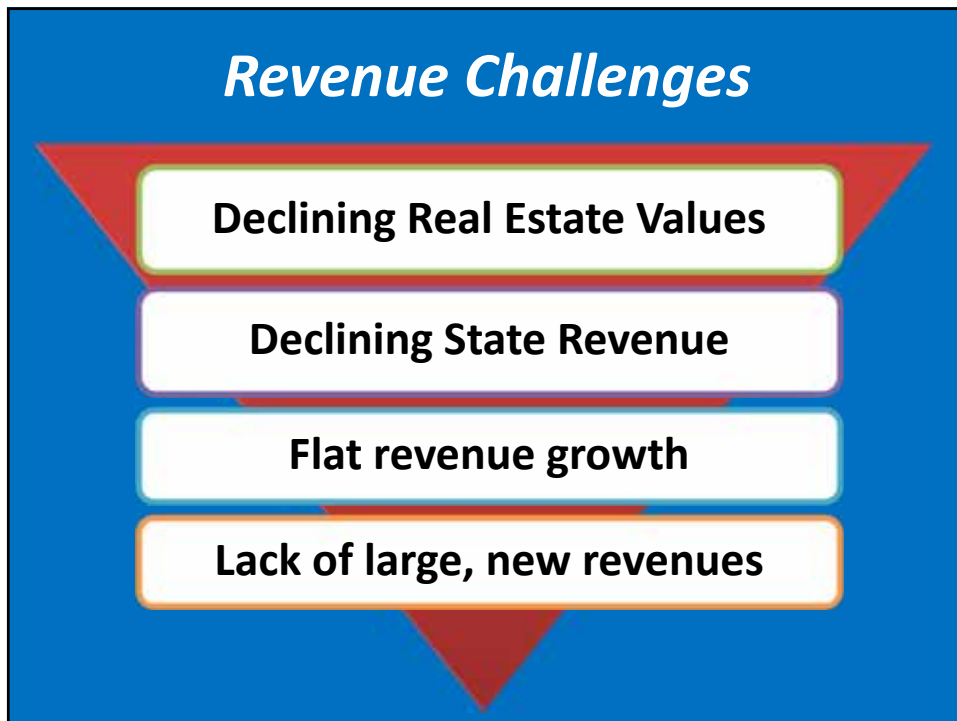 Revenue Challenges
Declining Real Estate Values
Declining State Revenue
Flat revenue growth
Lack of large, new revenues